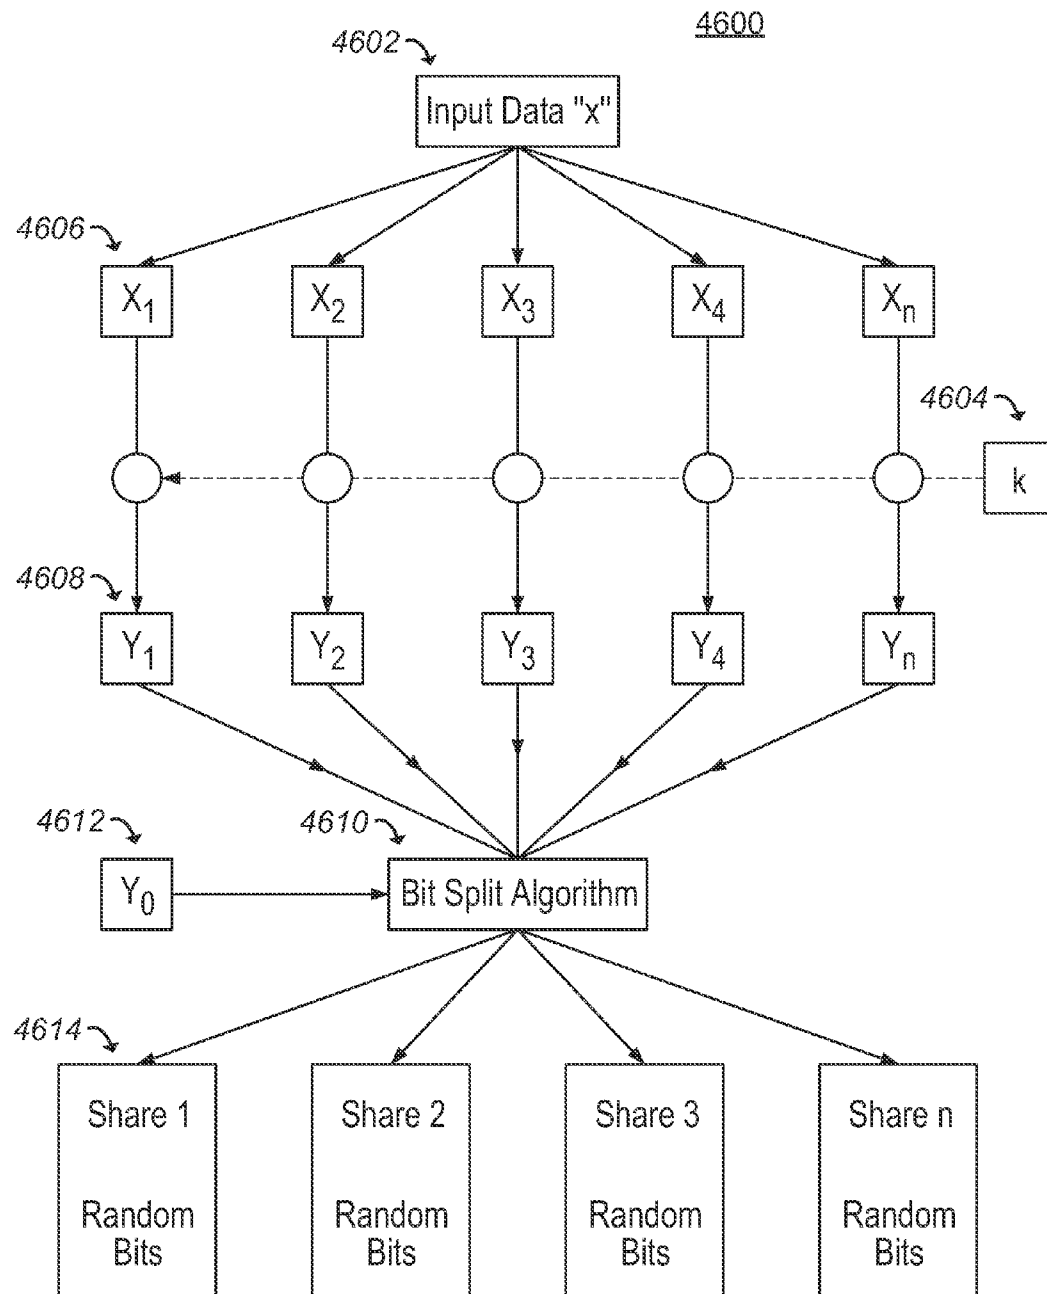 4600
4602
Input Data "x"
4606
X1 X2 X3 X4 Xn
4604
k
4608
Y1 Y2 Y3 Y4 Yn
4612 4610
Y0 Bit Split Algorithm
4614
Share 1 Share 2 Share 3 Share n
Random Random Random Random
Bits Bits Bits Bits